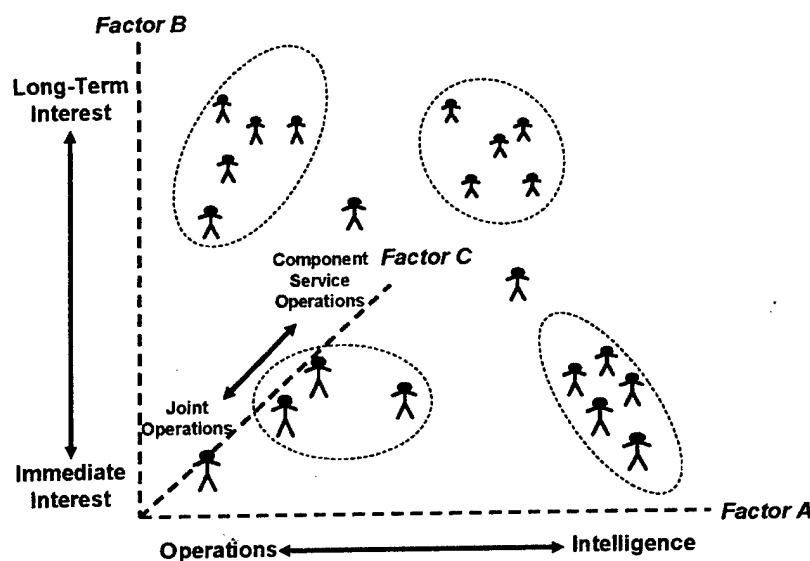 Factor B
Long-Term
Interest
Component
Service
Operations
Factor C
Joint
Operations
Immediate
Interest
Factor A
Operations
Intelligence